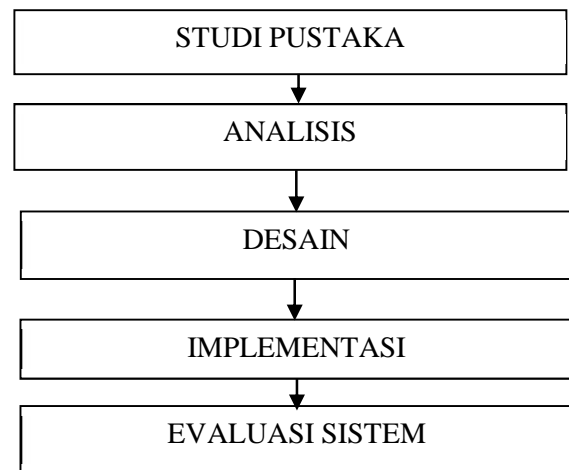 STUDI PUSTAKA
ANALISIS
DESAIN
IMPLEMENTASI
EVALUASI SISTEM